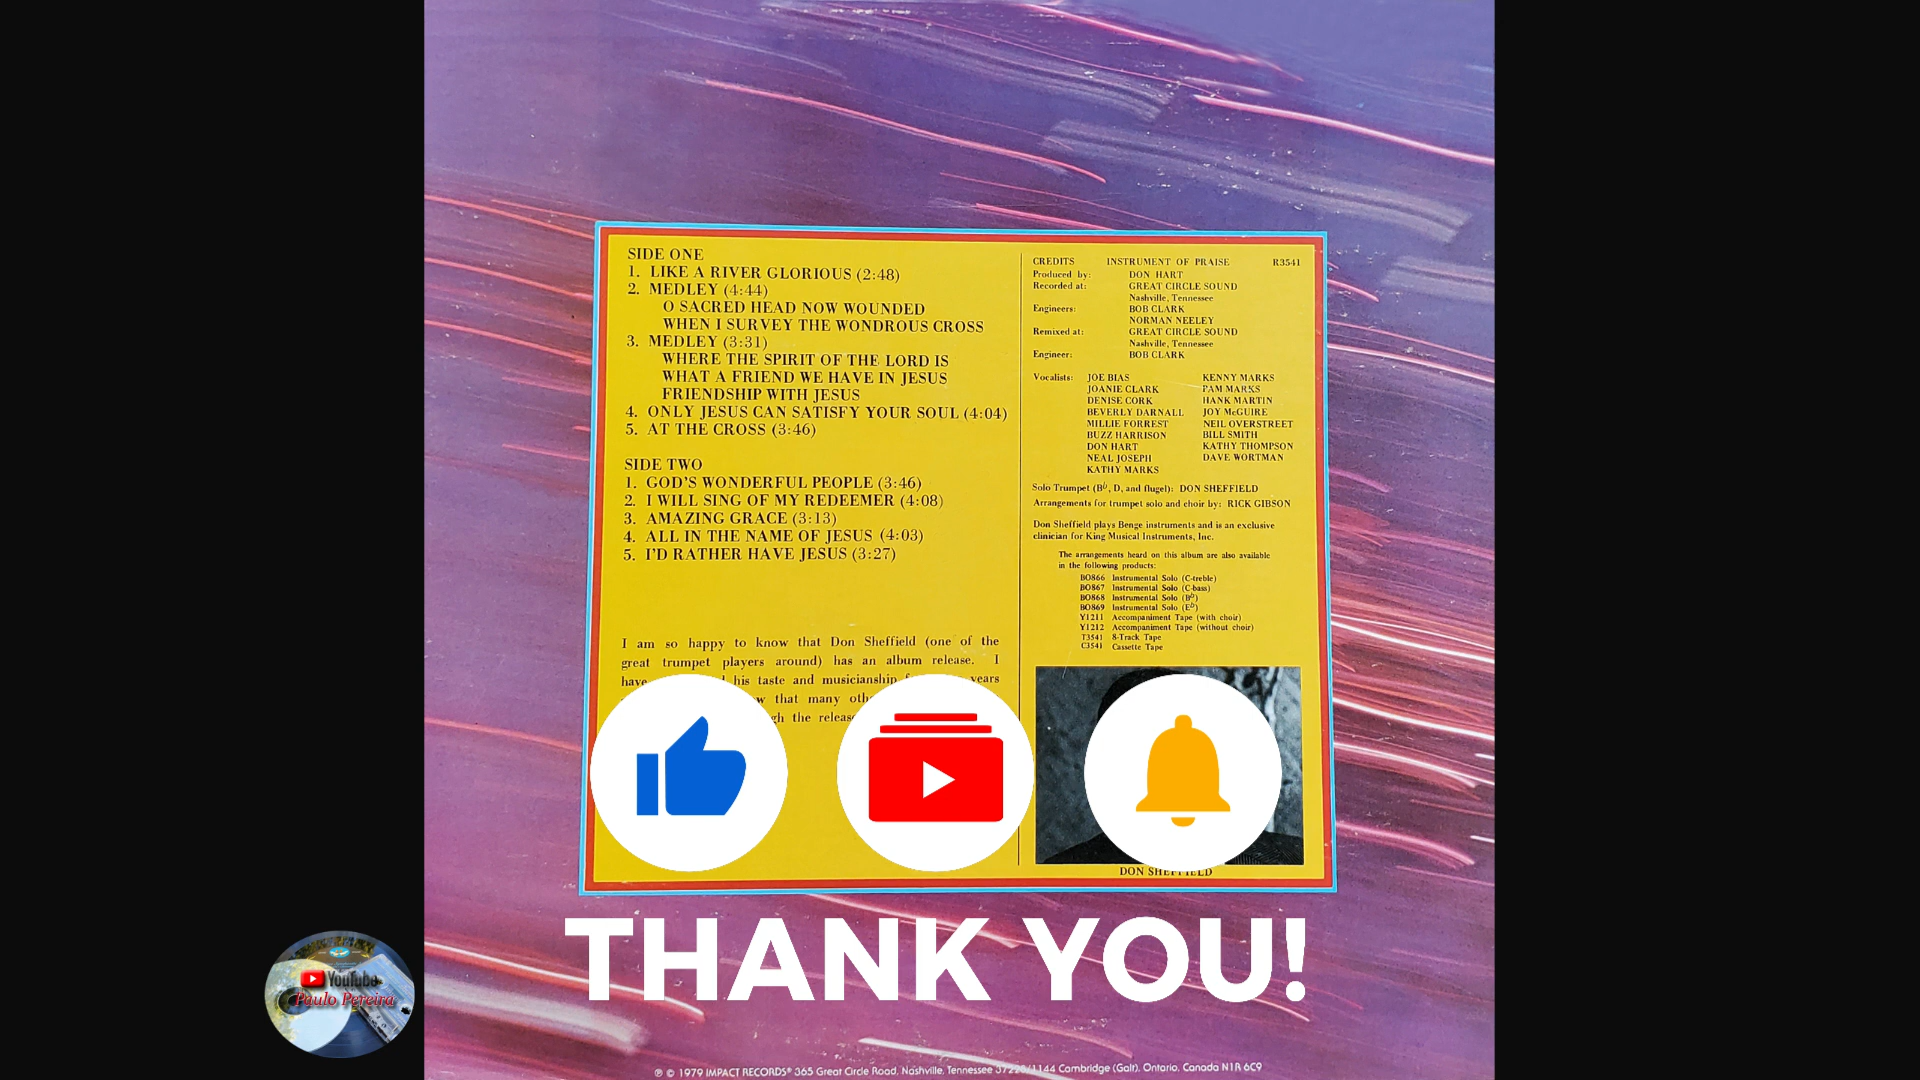 SIDE ONE
1. LIKE A RIVER GLORIOUS (2:48)
2. MEDLEY (4:44)
O SACRED HEAD NOW WOUNDED
WHEN I SURVEY THE WONDROUS CROSS
3. MEDLEY (3:31)
WHERE THE SPIRIT OF THE LORD IS
WHAT A FRIEND WE HAVE IN JESUS
FRIENDSHIP WITH JESUS
4. ONLY JESUS CAN SATISFY YOUR SOUL (4:04)
5. AT THE CROSS (3:46)
SIDE TWO
1. GOD'S WONDERFUL PEOPLE (3:46)
2. I WILL SING OF MY REDEEMER (4:08)
3. AMAZING GRACE (3:13)
4. ALL IN THE NAME OF JESUS (4:03)
5. I'D RATHER HAVE JESUS (3:27)
I am so happy to know that Don Sheffield (one of the
great trumpet players around) has an album release. I
have his taste and musicianship years
that many
the
CREDITS INSTRUMENT OF PRAISE R3541
Produced by: DON HART
Recorded at: GREAT CIRCLE SOUND
Nashville, Tennessee
Engineers: BOB CLARK
NORMAN NEELEY
Remixed at: GREAT CIRCLE SOUND
Nashville, Tennessee
Engineer: BOB CLARK
Vocalists: JOE BIAS KENNY MARKS
JOANIE CLARK PAM MARKS
DENISE CORK HANK MARTIN
BEVERLY DARNALL JOY McGUIRE
MILLIE FORREST NEIL OVERSTREET
BUZZ HARRISON BILL SMITH
DON HART KATHY THOMPSON
NEAL JOSEPH DAVE WORTMAN
KATHY MARKS
Solo Trumpet (B♭, D, and flugel): DON SHEFFIELD
Arrangements for trumpet solo and choir by: RICK GIBSON
Don Sheffield plays Benge instruments and is an exclusive
clinician for King Musical Instruments, Inc.
The arrangements heard on this album are also available
in the following products:
BO866 Instrumental Solo (C-treble)
BO867 Instrumental Solo (C-bass)
BO868 Instrumental Solo (B♭)
BO869 Instrumental Solo (E♭)
Y1211 Accompaniment Tape (with choir)
Y1212 Accompaniment Tape (without choir)
T3541 8-Track Tape
C3541 Cassette Tape
DON SHEFFIELD
THANK YOU!
YouTube
Paulo Pereira
℗ © 1979 IMPACT RECORDS® 365 Great Circle Road, Nashville, Tennessee 37228/1144 Cambridge (Galt), Ontario, Canada N1R 6C9